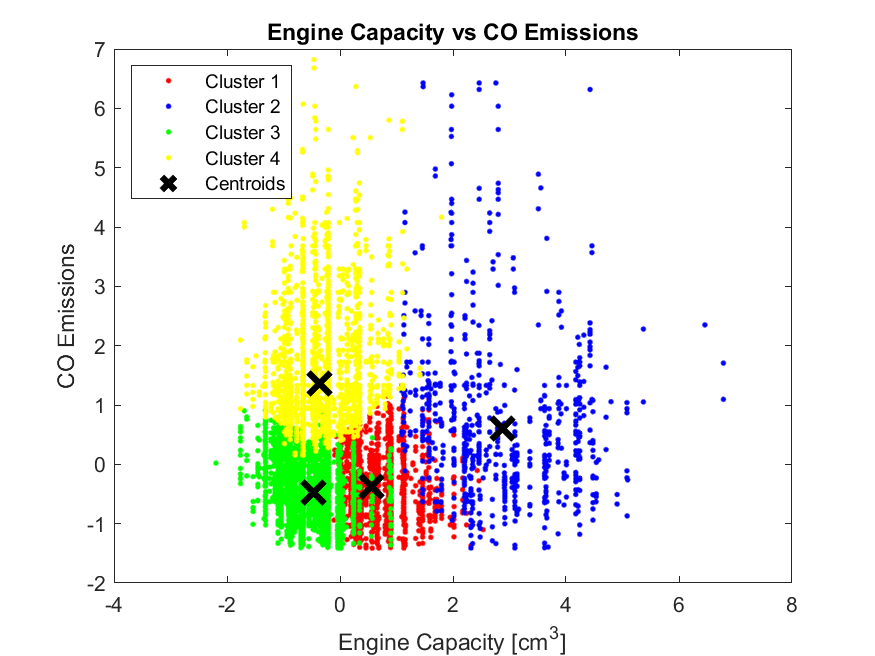 Engine Capacity vs CO Emissions
7
6
5
4
3
2
1
0
-1
-2
CO Emissions
Cluster 1
Cluster 2
Cluster 3
Cluster 4
Centroids
-4 -2 0 2 4 6 8
Engine Capacity [cm³]